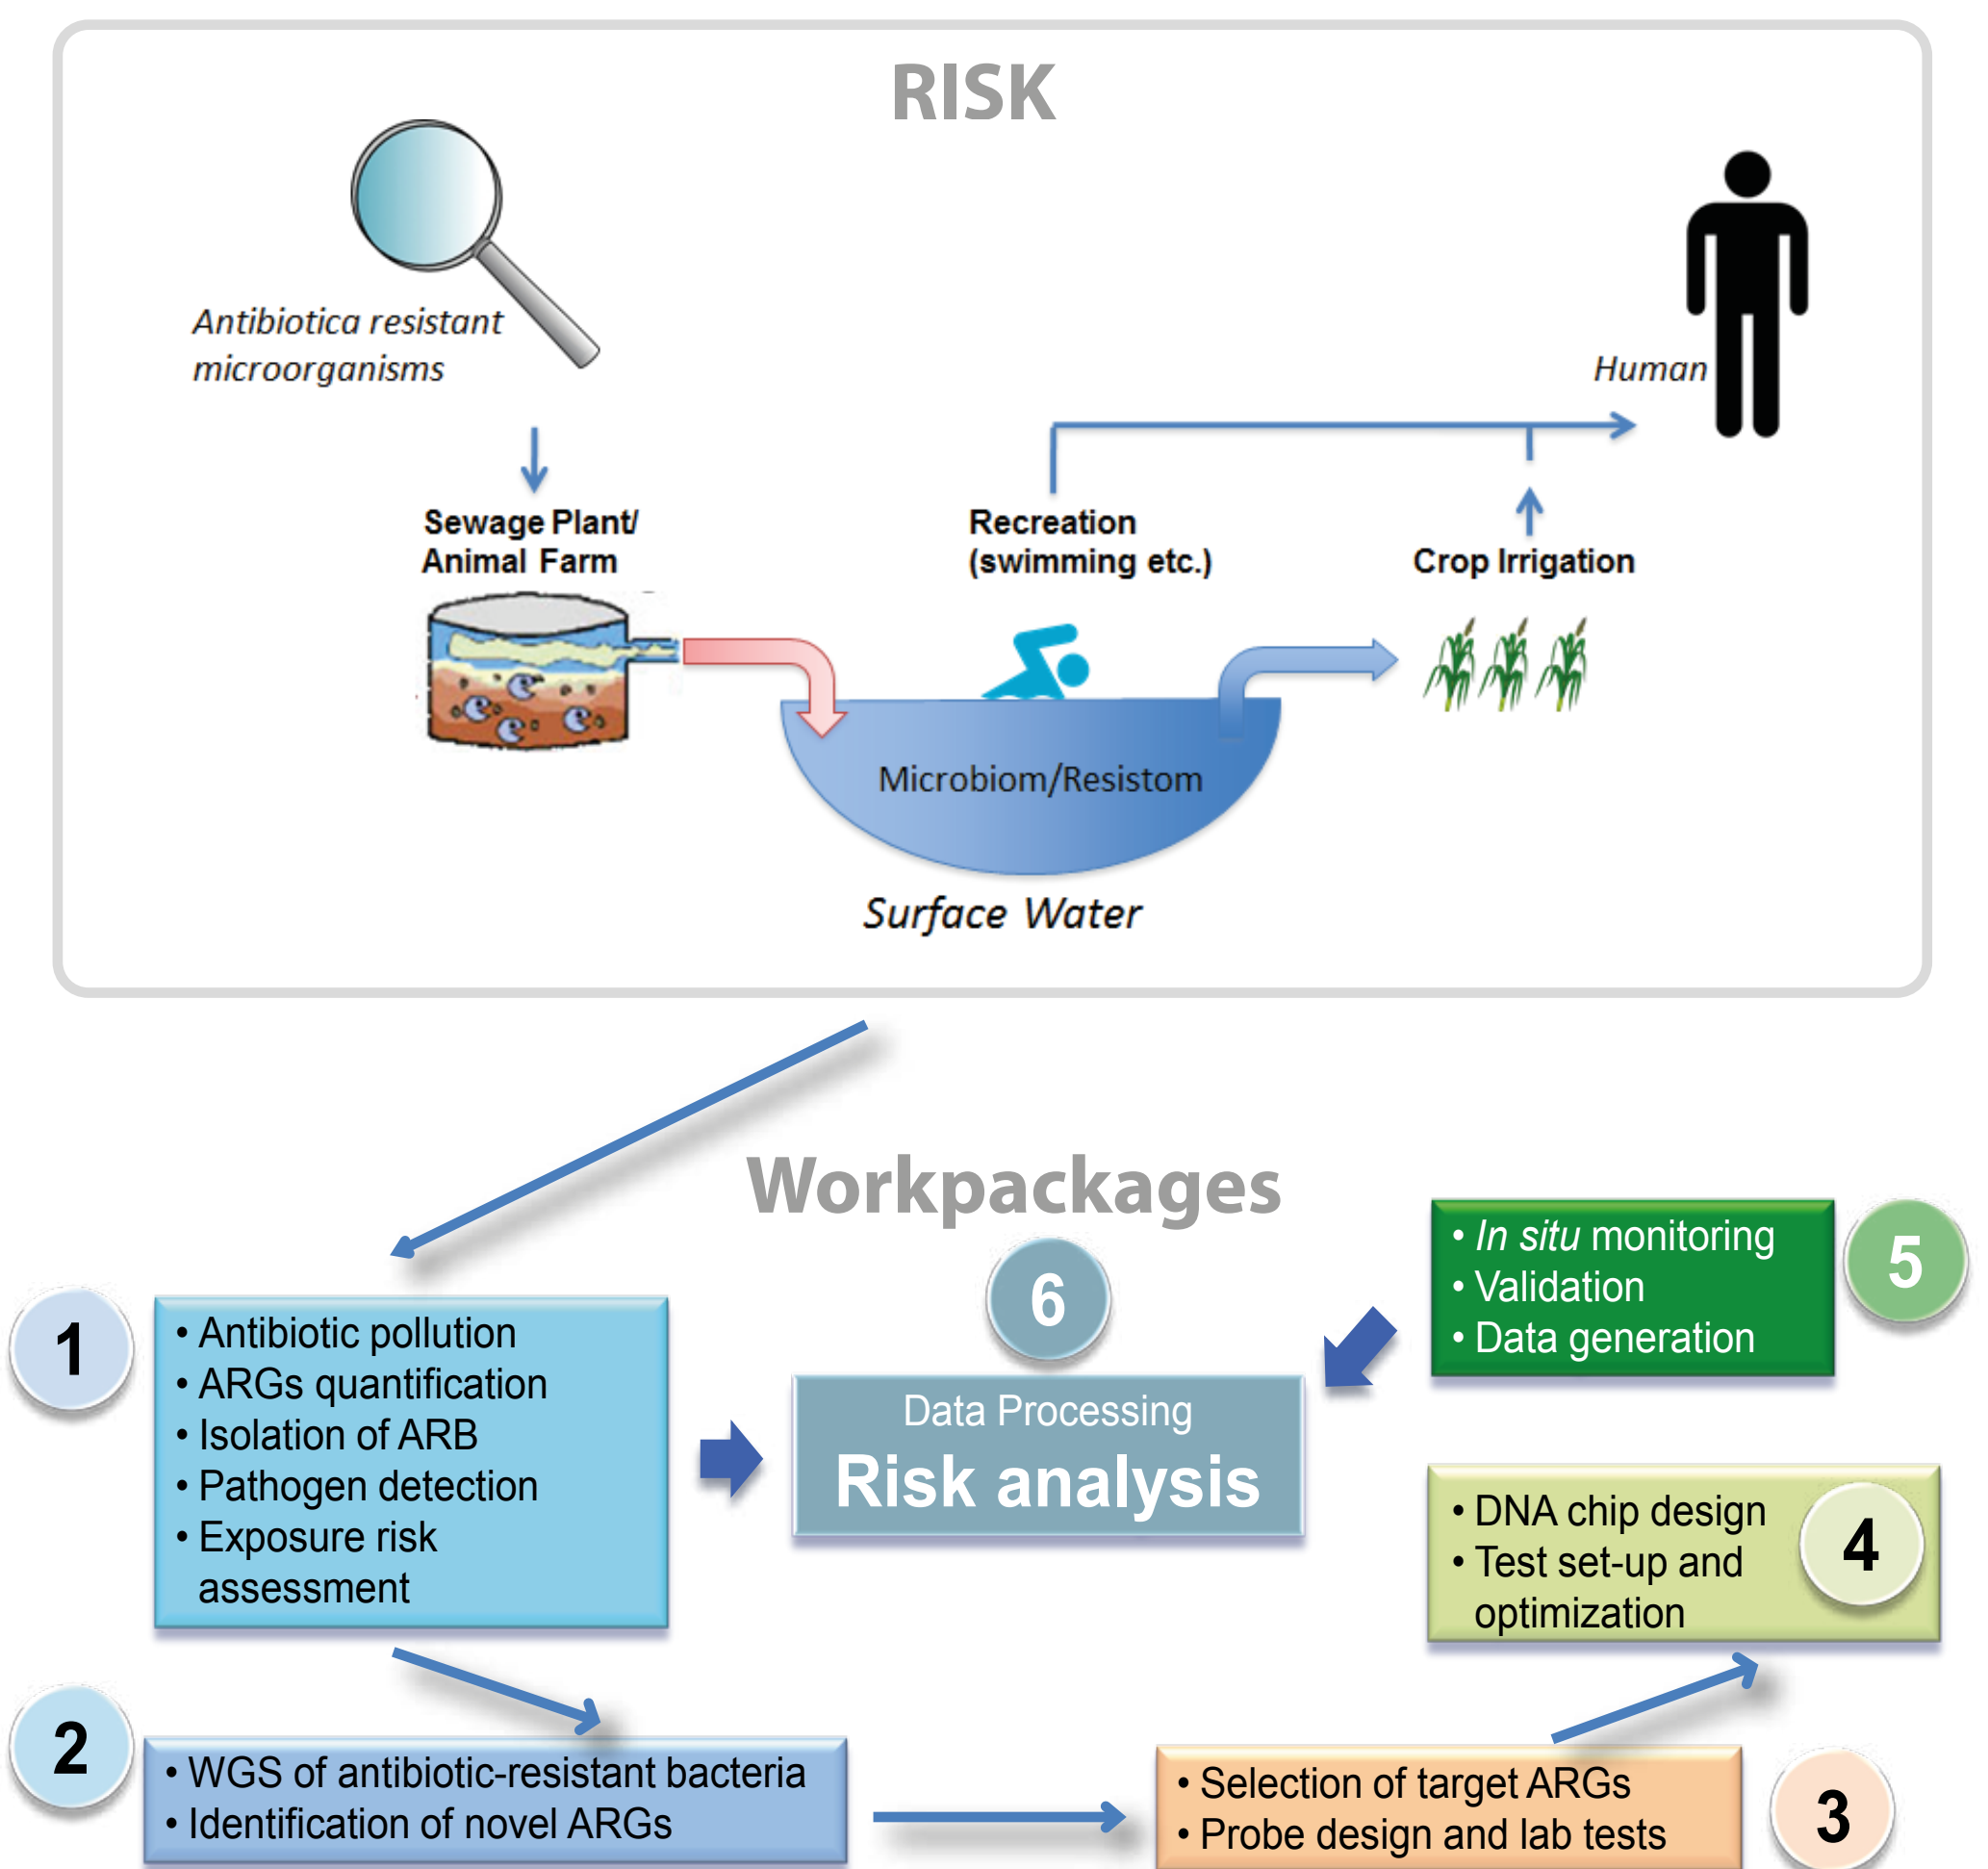 RISK
Antibiotica resistant
microorganisms
Human
Sewage Plant/
Animal Farm
Recreation
(swimming etc.)
Crop Irrigation
Microbiom/Resistom
Surface Water
Workpackages
1
• Antibiotic pollution
• ARGs quantification
• Isolation of ARB
• Pathogen detection
• Exposure risk
assessment
2
• WGS of antibiotic-resistant bacteria
• Identification of novel ARGs
• Selection of target ARGs
• Probe design and lab tests
3
• DNA chip design
• Test set-up and
optimization
4
• In situ monitoring
• Validation
• Data generation
5
6
Data Processing
Risk analysis